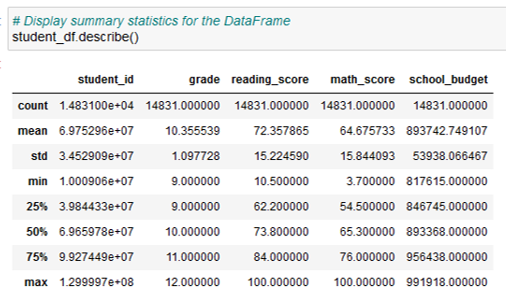 # Display summary statistics for the DataFrame
student_df.describe()
student_id grade reading_score math_score school_budget
count 1.483100e+04 14831.000000 14831.000000 14831.000000 14831.000000
mean 6.975296e+07 10.355539 72.357865 64.675733 893742.749107
std 3.452909e+07 1.097728 15.224590 15.844093 53938.066467
min 1.000906e+07 9.000000 10.500000 3.700000 817615.000000
25% 3.984433e+07 9.000000 62.200000 54.500000 846745.000000
50% 6.965978e+07 10.000000 73.800000 65.300000 893368.000000
75% 9.927449e+07 11.000000 84.000000 76.000000 956438.000000
max 1.299997e+08 12.000000 100.000000 100.000000 991918.000000